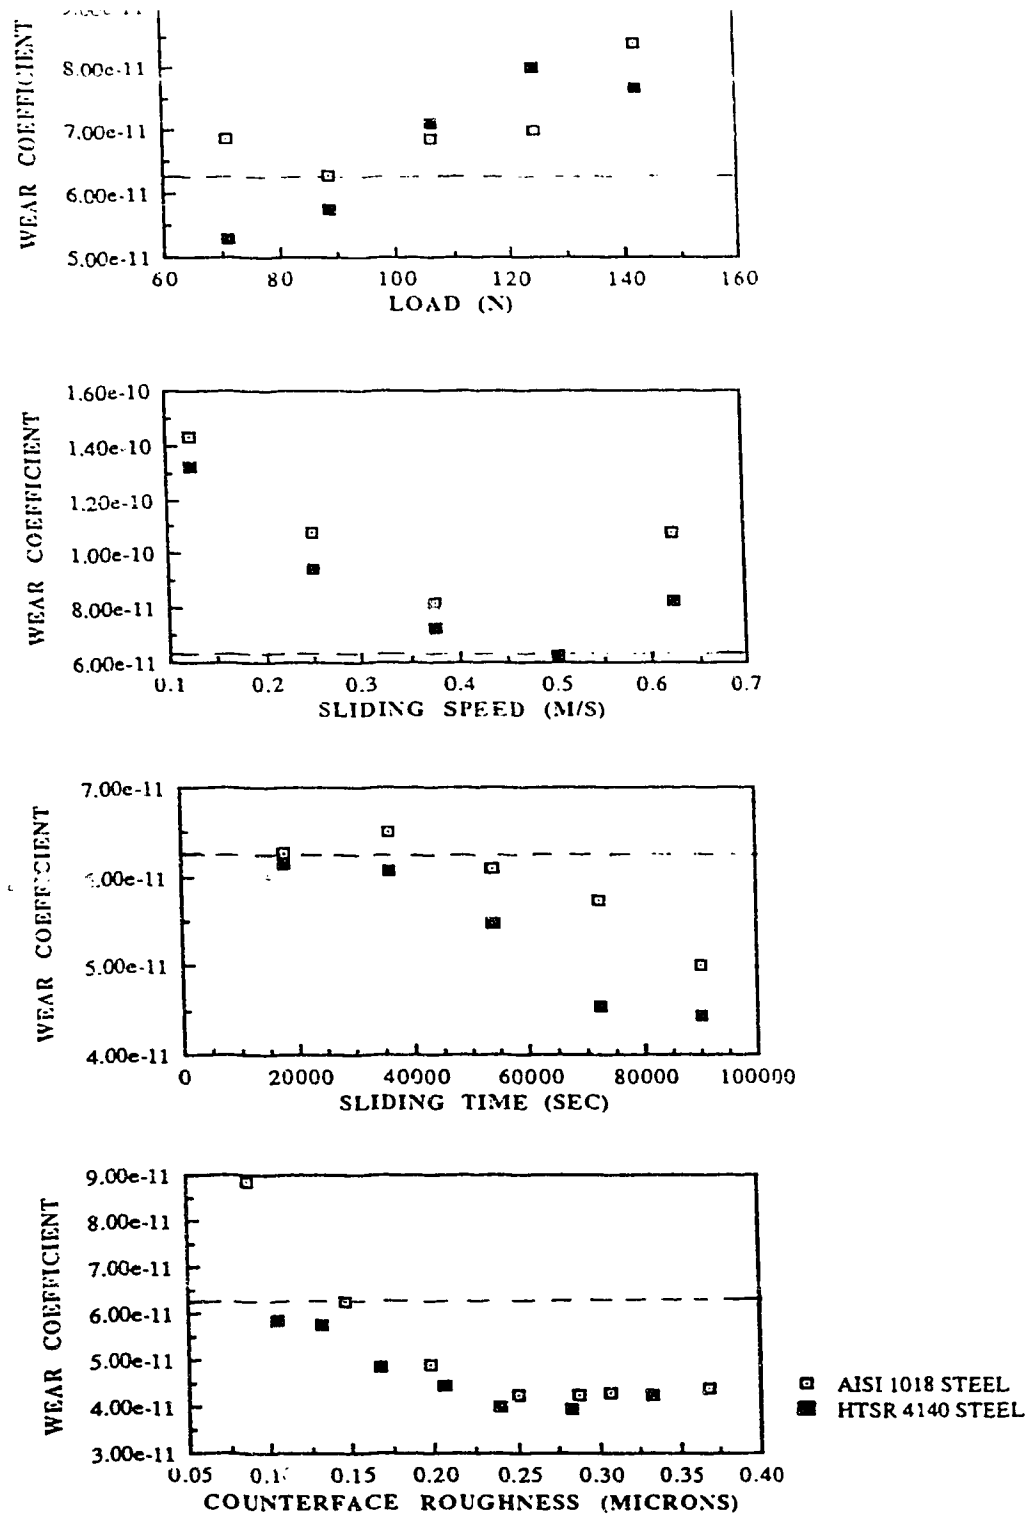 WEAR COEFFICIENT
8.00e-11
7.00e-11
6.00e-11
5.00e-11
60 80 100 120 140 160
LOAD (N)
WEAR COEFFICIENT
1.60e-10
1.40e-10
1.20e-10
1.00e-10
8.00e-11
6.00e-11
0.1 0.2 0.3 0.4 0.5 0.6 0.7
SLIDING SPEED (M/S)
WEAR COEFFICIENT
7.00e-11
5.00e-11
4.00e-11
0 20000 40000 60000 80000 100000
SLIDING TIME (SEC)
WEAR COEFFICIENT
9.00e-11
8.00e-11
7.00e-11
6.00e-11
5.00e-11
4.00e-11
3.00e-11
0.05 0.15 0.20 0.25 0.30 0.35 0.40
COUNTERFACE ROUGHNESS (MICRONS)
AISI 1018 STEEL
HTSR 4140 STEEL